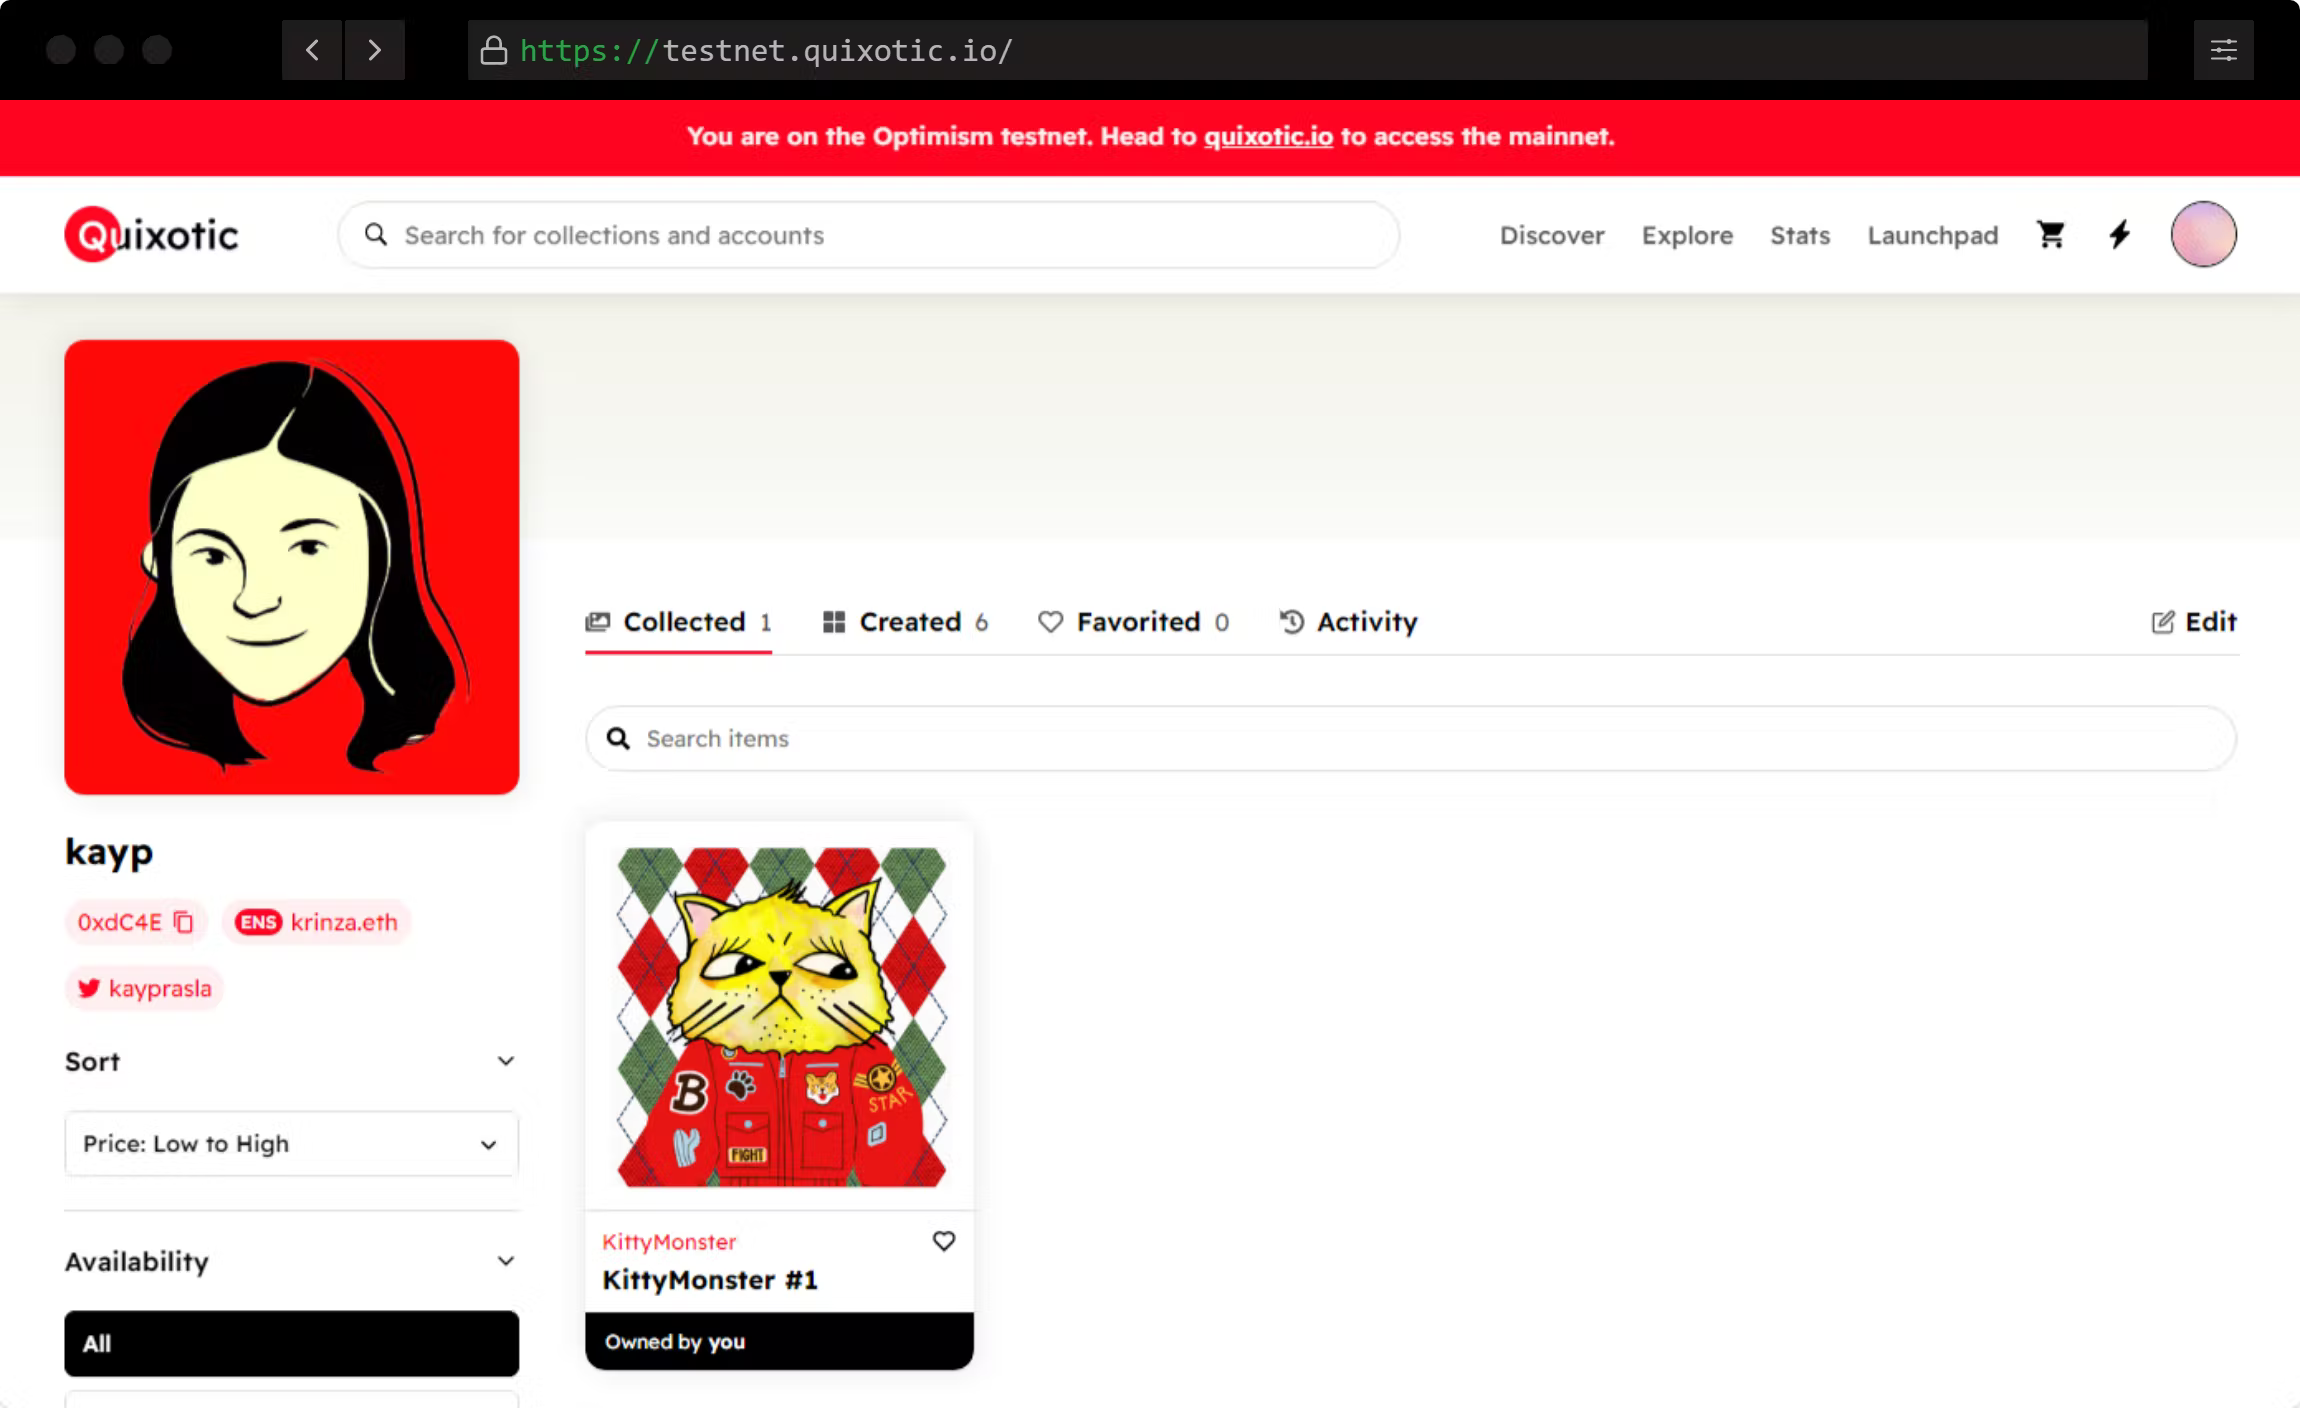 https://testnet.quixotic.io/
You are on the Optimism testnet. Head to quixotic.io to access the mainnet.
Quixotic
Search for collections and accounts
Discover
Explore
Stats
Launchpad
Collected 1
Created 6
Favorited 0
Activity
Edit
Search items
kayp
0xdC4E
ENS krinza.eth
kayprasla
Sort
Price: Low to High
Availability
All
B
STAR
FIGHT
KittyMonster
KittyMonster #1
Owned by you